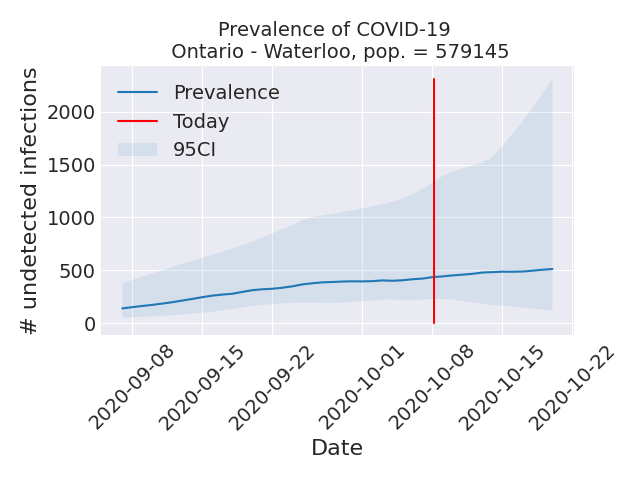 Prevalence of COVID-19
Ontario - Waterloo, pop. = 579145
# undetected infections
2000
1500
1000
500
0
Prevalence
Today
95CI
2020-09-08
2020-09-15
2020-09-22
2020-10-01
2020-10-08
2020-10-15
2020-10-22
Date